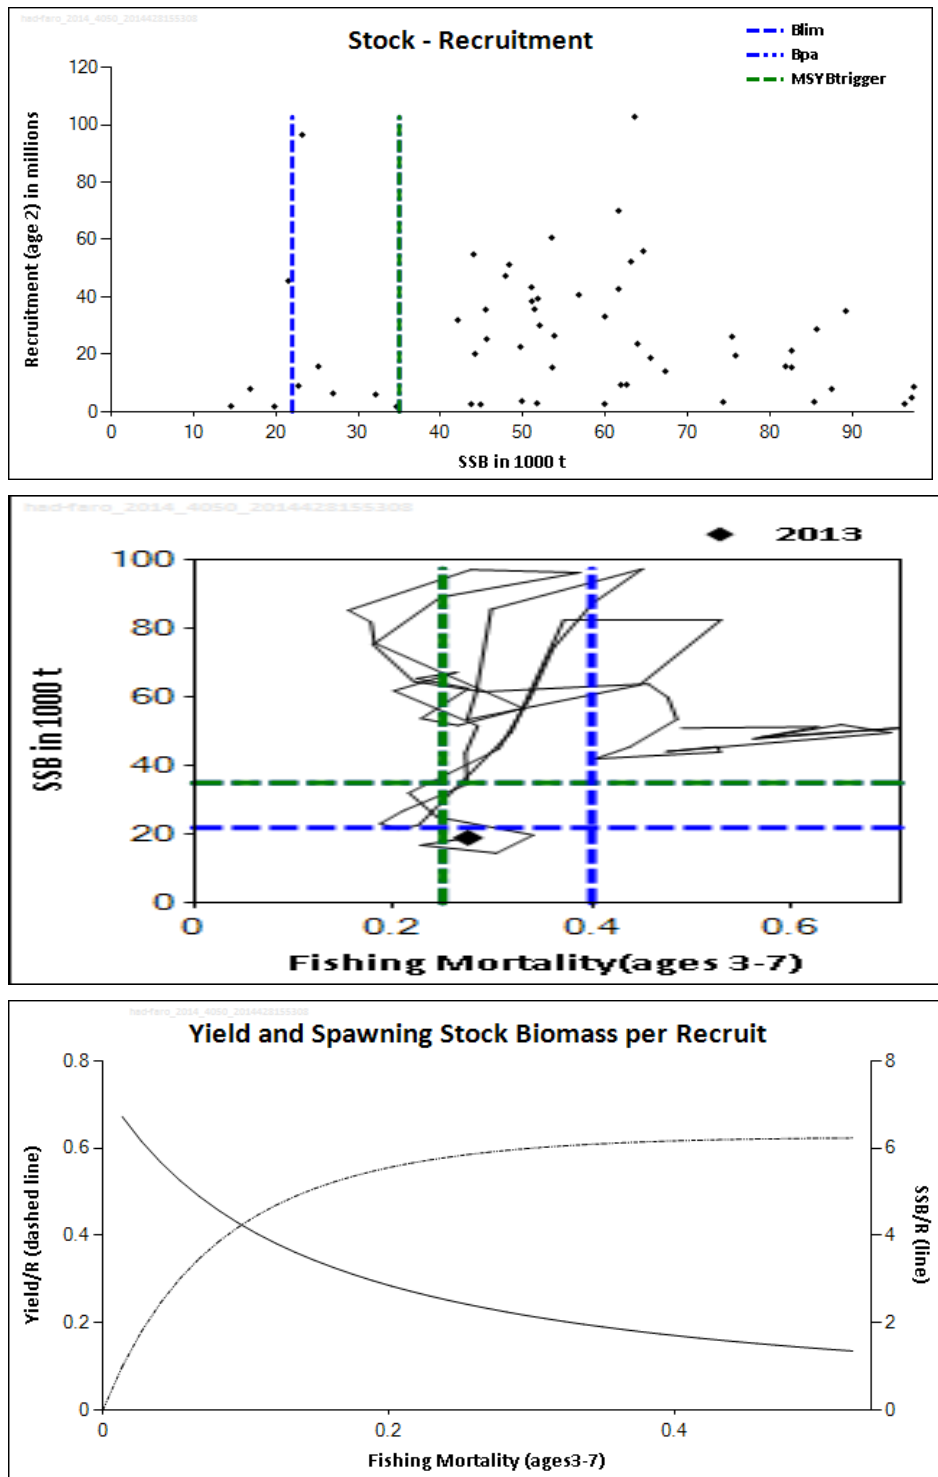 had-faro_2014_4050_2014428155308
Stock - Recruitment
Blim
Bpa
MSYBtrigger
Recruitment (age 2) in millions
120
100
80
60
40
20
0
0 10 20 30 40 50 60 70 80 90
SSB in 1000 t
had-faro_2014_4050_2014428155308
2013
SSB in 1000 t
100
80
60
40
20
0
0 0.2 0.4 0.6
Fishing Mortality(ages 3-7)
had-faro_2014_4050_2014428155308
Yield and Spawning Stock Biomass per Recruit
Yield/R (dashed line)
0.8
0.6
0.4
0.2
0
8
6
4
2
0
SSB/R (line)
0 0.2 0.4
Fishing Mortality (ages3-7)